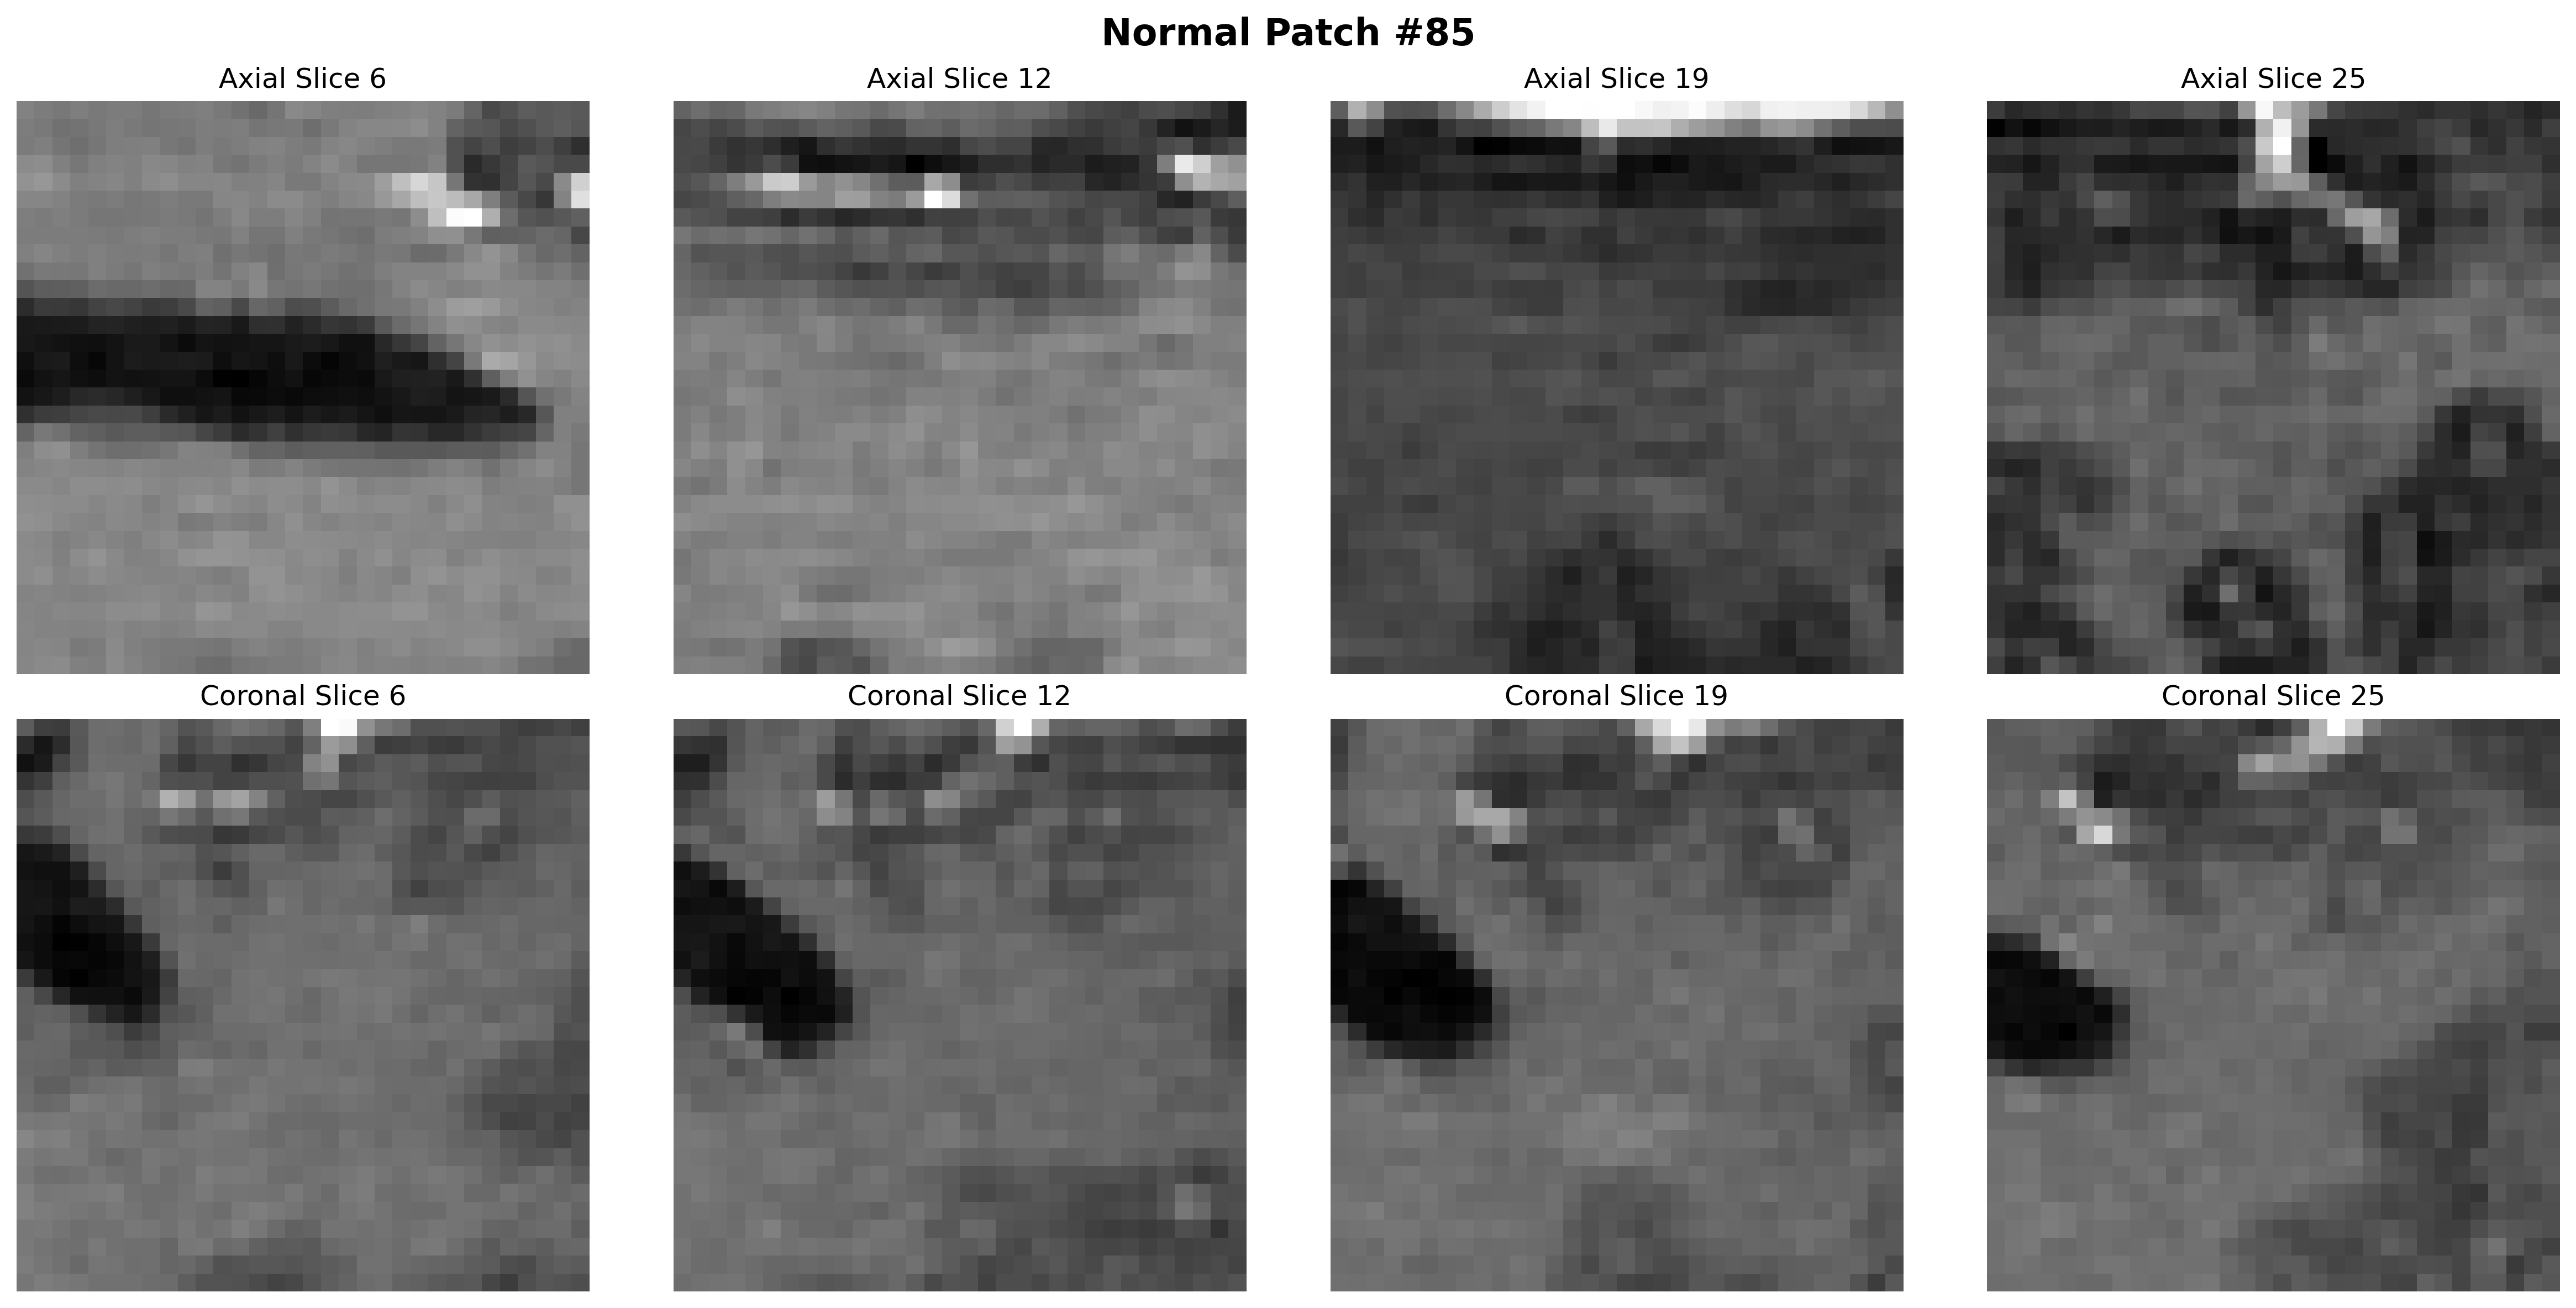 Normal Patch #85
Axial Slice 6
Axial Slice 12
Axial Slice 19
Axial Slice 25
Coronal Slice 6
Coronal Slice 12
Coronal Slice 19
Coronal Slice 25